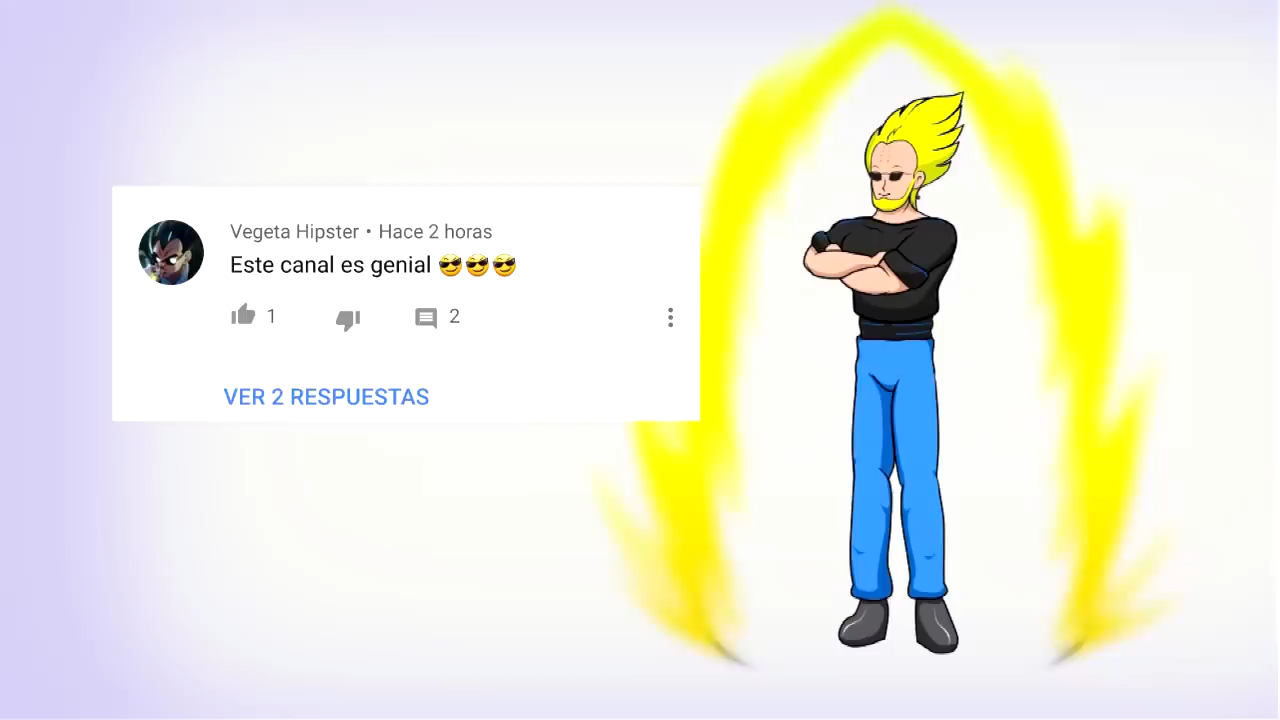 Vegeta Hipster • Hace 2 horas
Este canal es genial 😎😎😎
1 2
VER 2 RESPUESTAS